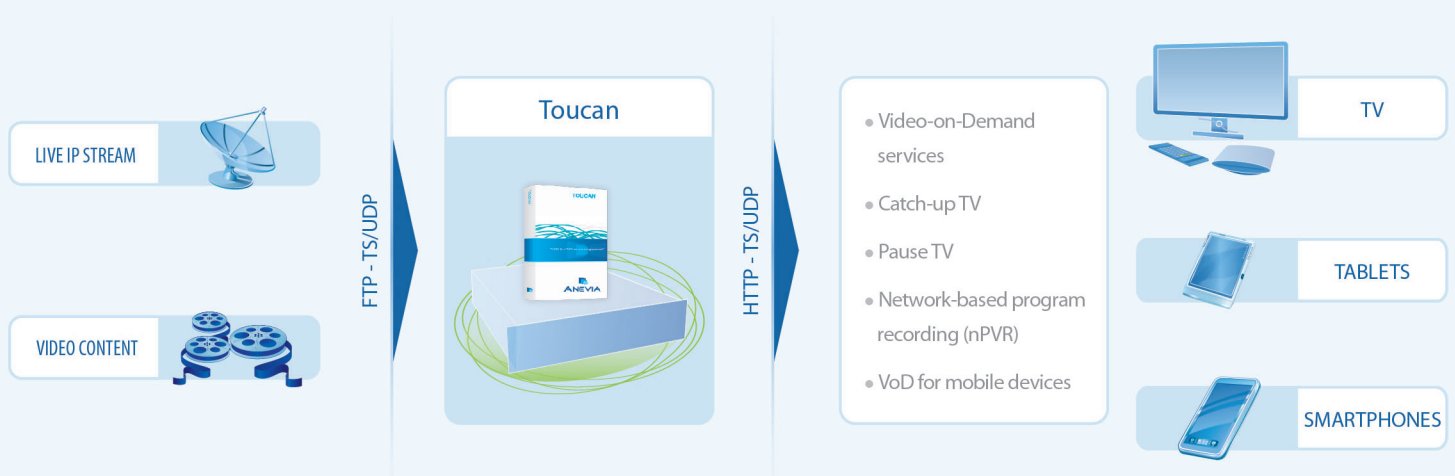 LIVE IP STREAM
VIDEO CONTENT
FTP - TS/UDP
Toucan
TOUCAN
ANEVIA
HTTP - TS/UDP
Video-on-Demand
services
Catch-up TV
Pause TV
Network-based program
recording (nPVR)
VoD for mobile devices
TV
TABLETS
SMARTPHONES